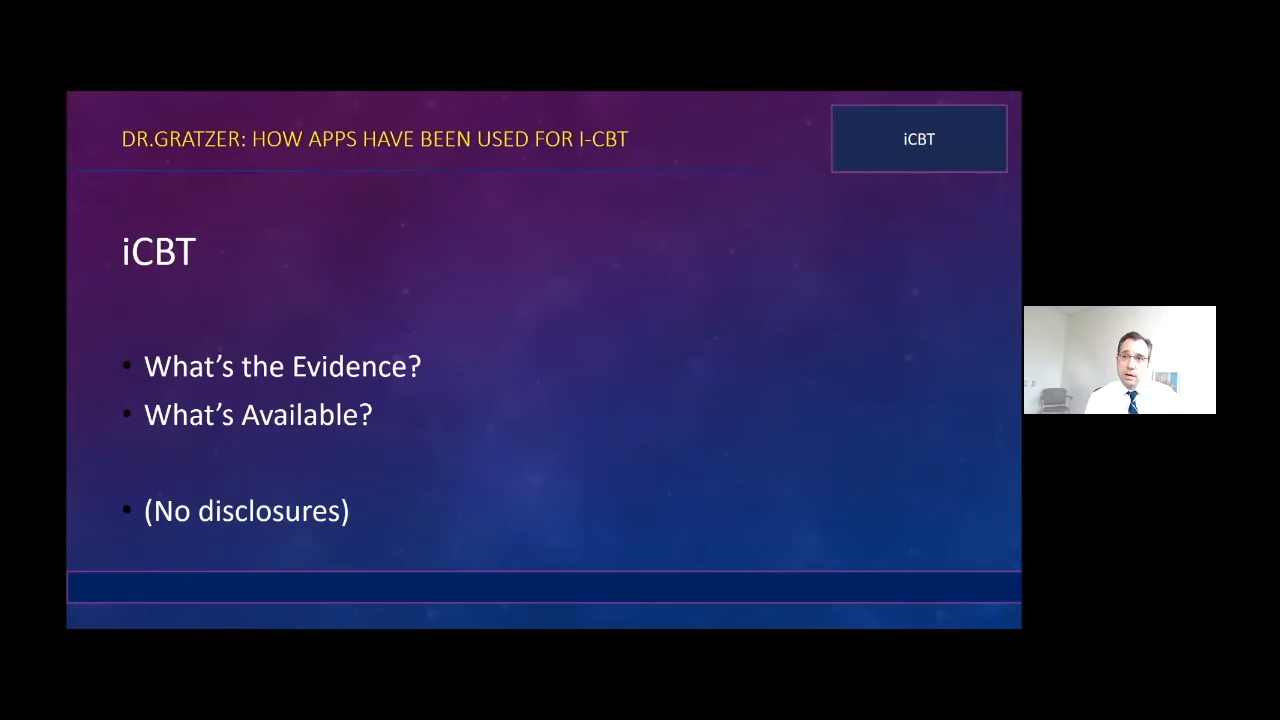 DR.GRATZER: HOW APPS HAVE BEEN USED FOR I-CBT
iCBT
iCBT
What's the Evidence?
What's Available?
(No disclosures)